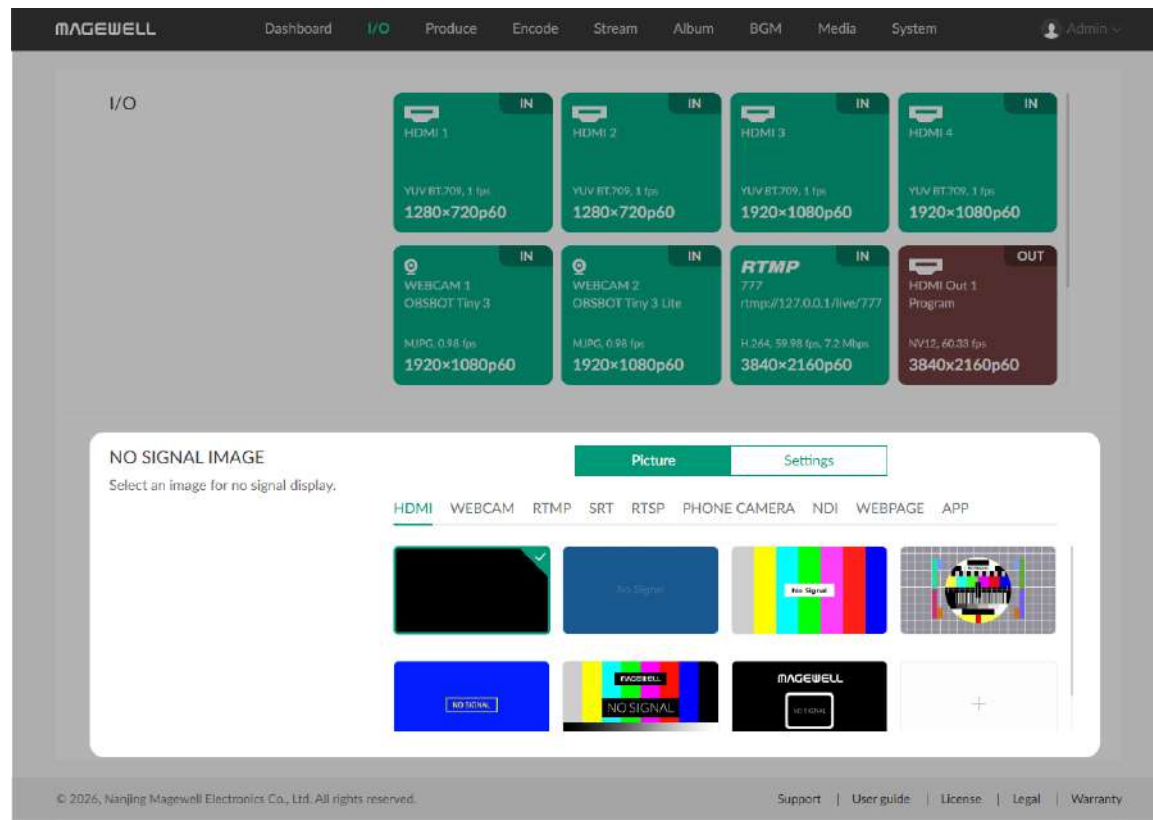 MAGEWELL Dashboard I/O Produce Encode Stream Album BGM Media System Admin
I/O
IN
HDMI 1
YUV BT.709, 1 fps
1280×720p60
IN
HDMI 2
YUV BT.709, 1 fps
1280×720p60
IN
HDMI 3
YUV BT.709, 1 fps
1920×1080p60
IN
HDMI 4
YUV BT.709, 1 fps
1920×1080p60
IN
WEBCAM 1
OBSBOT Tiny 3
MJPG, 0.98 fps
1920×1080p60
IN
WEBCAM 2
OBSBOT Tiny 3 Lite
MJPG, 0.98 fps
1920×1080p60
RTMP IN
777
rtmp://127.0.0.1/live/777
H.264, 59.98 fps, 7.2 Mbps
3840×2160p60
OUT
HDMI Out 1
Program
NV12, 60.33 fps
3840x2160p60
NO SIGNAL IMAGE
Select an image for no signal display.
Picture Settings
HDMI WEBCAM RTMP SRT RTSP PHONE CAMERA NDI WEBPAGE APP
No Signal
No Signal
NO SIGNAL
MAGEWELL
NO SIGNAL
MAGEWELL
NO SIGNAL
© 2026, Nanjing Magewell Electronics Co., Ltd. All rights reserved.
Support | User guide | License | Legal | Warranty